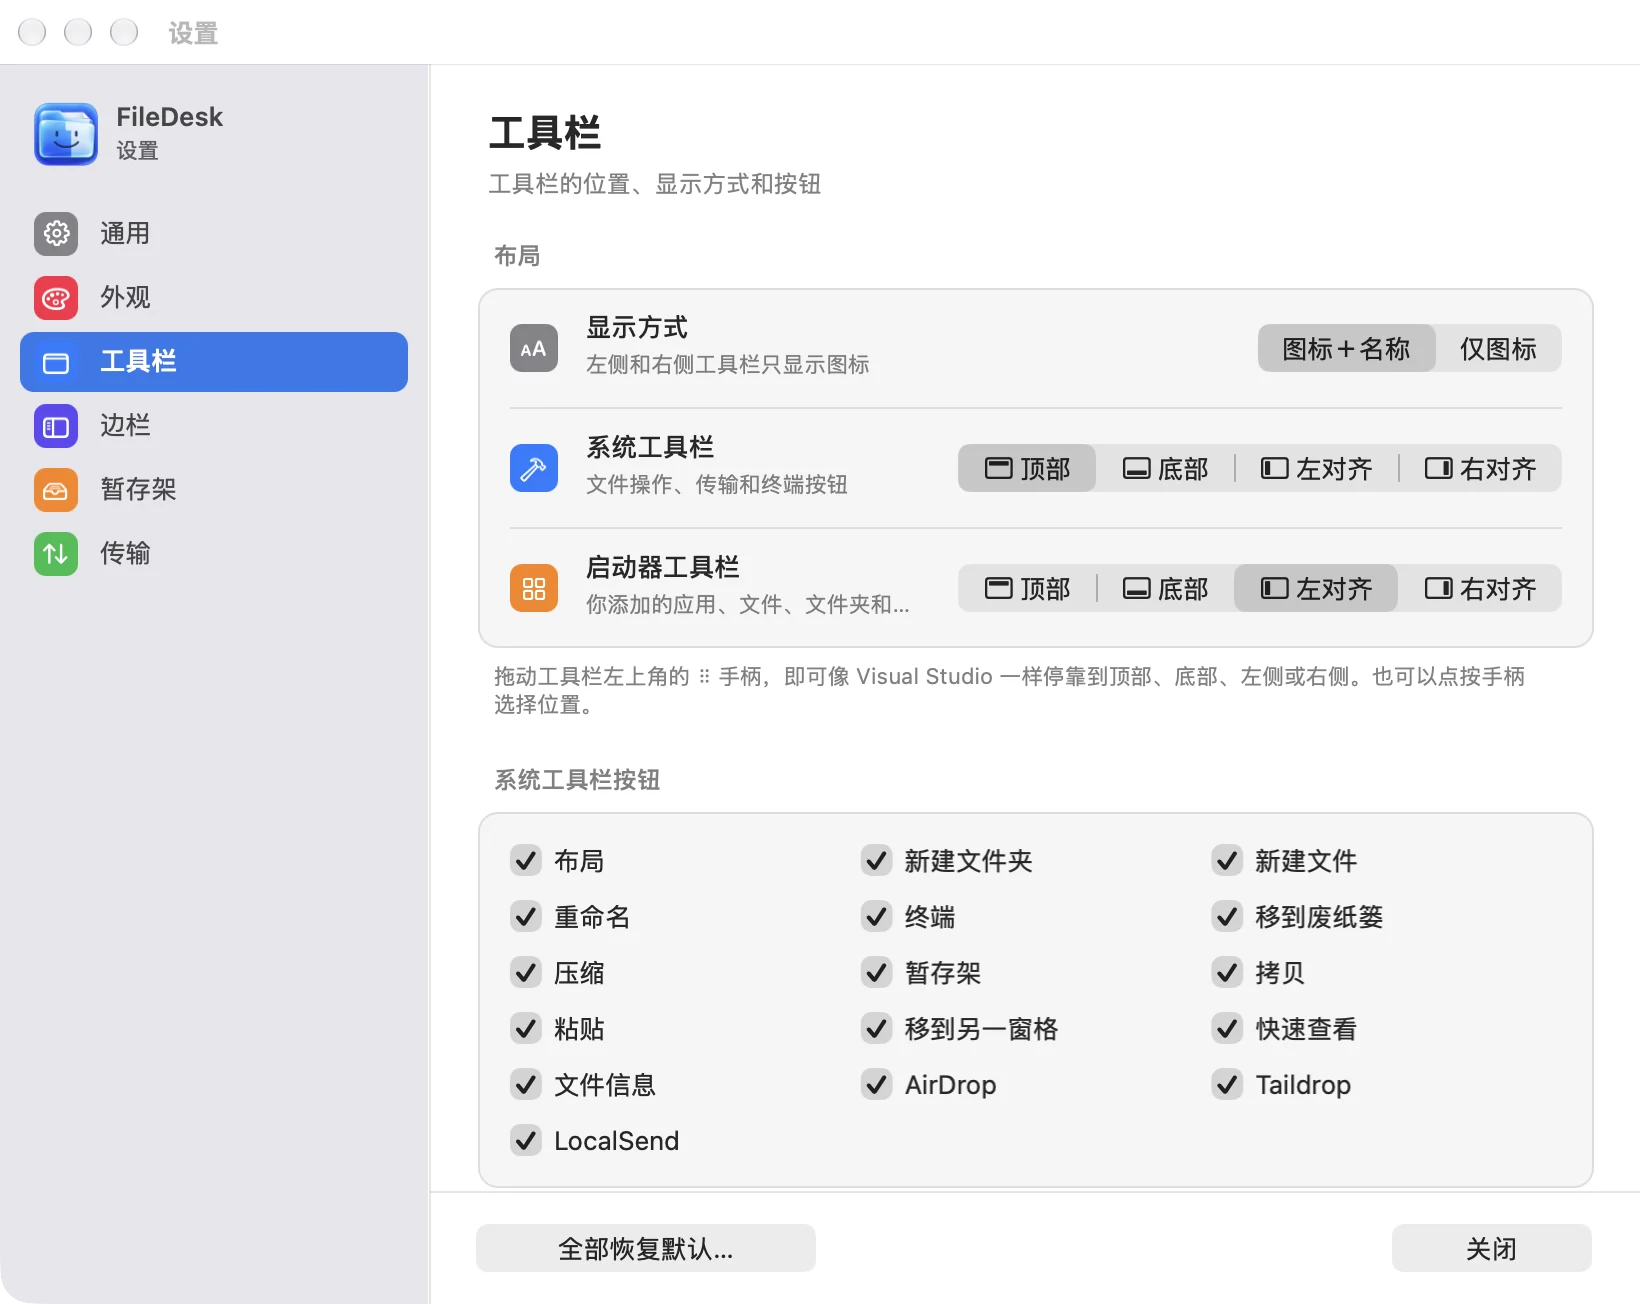 设置
FileDesk
设置
通用
外观
工具栏
边栏
暂存架
传输
工具栏
工具栏的位置、显示方式和按钮
布局
AA
显示方式
左侧和右侧工具栏只显示图标
图标＋名称 仅图标
系统工具栏
文件操作、传输和终端按钮
顶部 底部 左对齐 右对齐
启动器工具栏
你添加的应用、文件、文件夹和...
顶部 底部 左对齐 右对齐
拖动工具栏左上角的 ⠿ 手柄，即可像 Visual Studio 一样停靠到顶部、底部、左侧或右侧。也可以点按手柄
选择位置。
系统工具栏按钮
布局 新建文件夹 新建文件
重命名 终端 移到废纸篓
压缩 暂存架 拷贝
粘贴 移到另一窗格 快速查看
文件信息 AirDrop Taildrop
LocalSend
全部恢复默认... 关闭